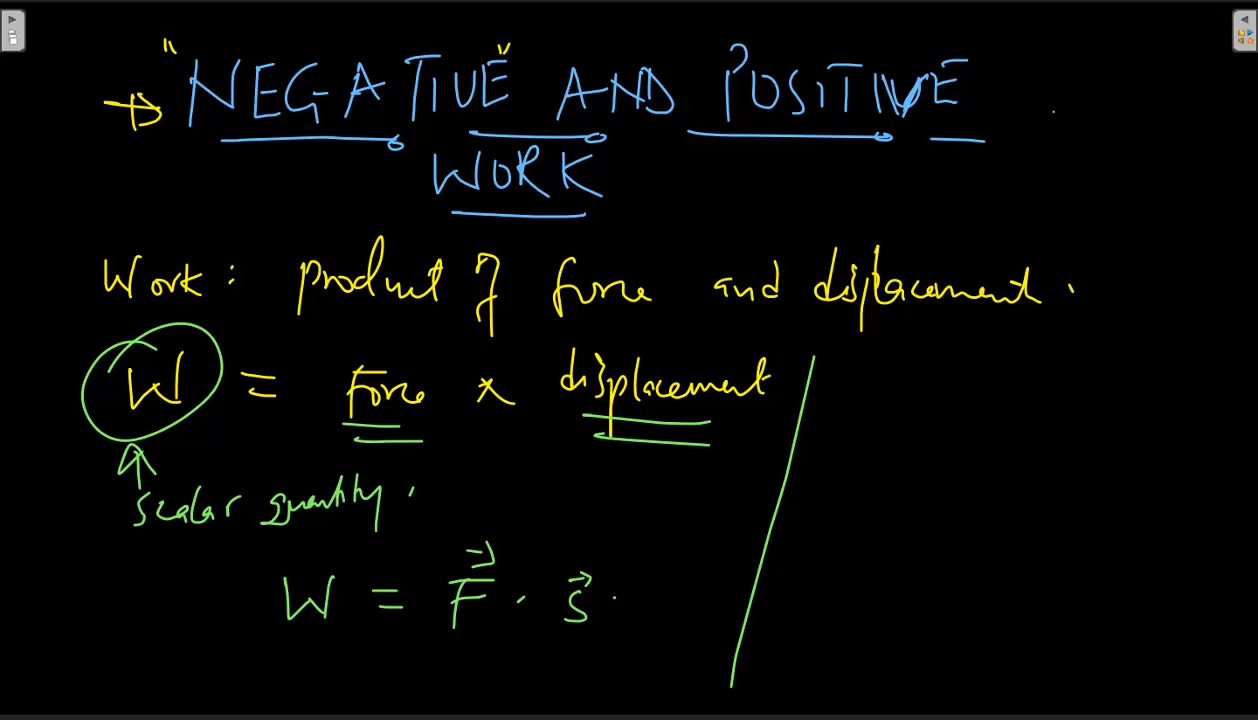 → "NEGATIVE" AND POSITIVE
WORK
Work: product of force and displacement.
W = Force × displacement
Scalar quantity.
W = F⃗ · s⃗.